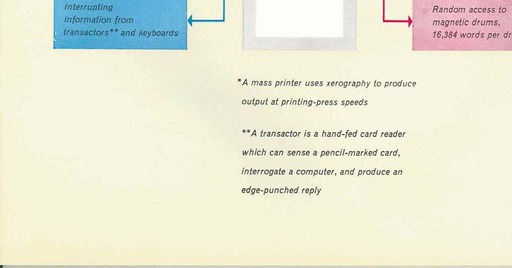 Interrupting
information from
transactors** and keyboards
Random access to
magnetic drums,
16,384 words per
*A mass printer uses xerography to produce
output at printing-press speeds
**A transactor is a hand-fed card reader
which can sense a pencil-marked card,
interrogate a computer, and produce an
edge-punched reply